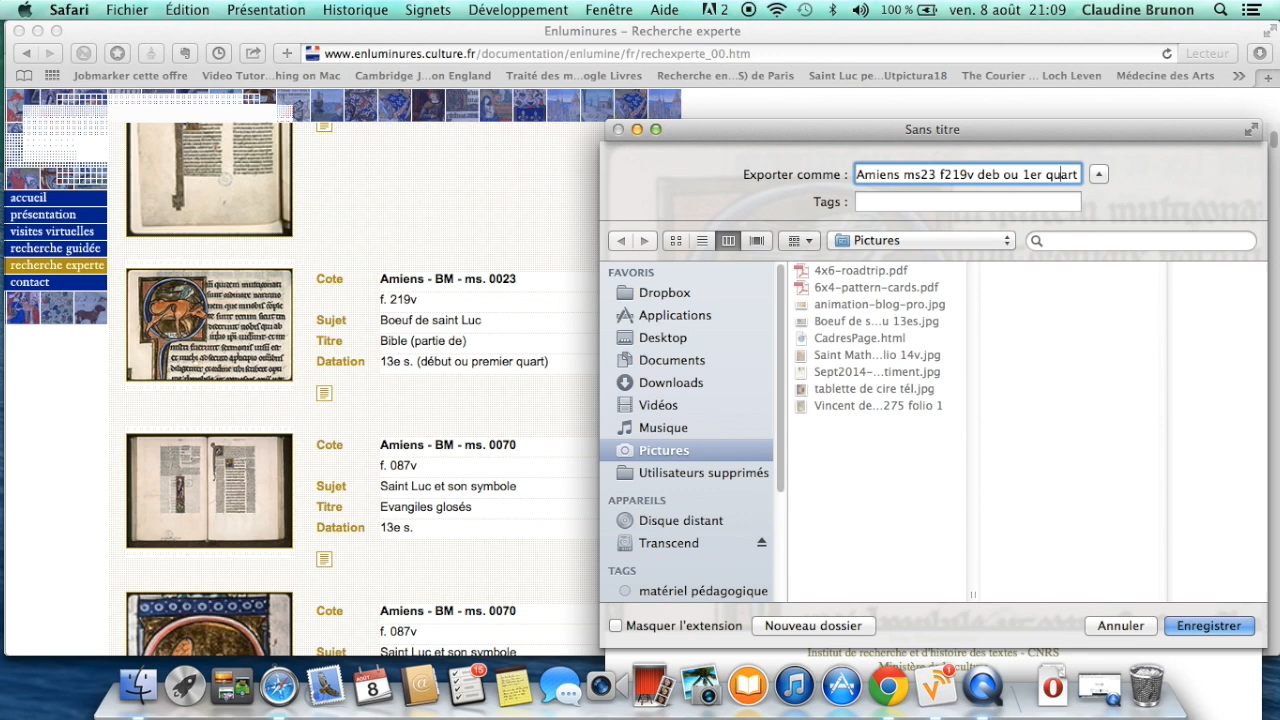 Safari Fichier Édition Présentation Historique Signets Développement Fenêtre Aide 2 100 % ven. 8 août 21:09 Claudine Brunon
Enluminures – Recherche experte
www.enluminures.culture.fr/documentation/enlumine/fr/rechexperte_00.htm Lecteur
Jobmarker cette offre Video Tutor...hing on Mac Cambridge J...on England Traité des m...ogle Livres Recherche en...S) et Paris Saint Luc pe...Utpictura18 The Courier ... Loch Leven Médecine des Arts
accueil
présentation
visites virtuelles
recherche guidée
recherche experte
contact
Cote Amiens - BM - ms. 0023
f. 219v
Sujet Boeuf de saint Luc
Titre Bible (partie de)
Datation 13e s. (début ou premier quart)
Cote Amiens - BM - ms. 0070
f. 087v
Sujet Saint Luc et son symbole
Titre Evangiles glosés
Datation 13e s.
Cote Amiens - BM - ms. 0070
f. 087v
Sujet Saint Luc et son symbole
Sans titre
Exporter comme : Amiens ms23 f219v deb ou 1er quart
Tags :
Pictures
FAVORIS
Dropbox
Applications
Desktop
Documents
Downloads
Vidéos
Musique
Pictures
Utilisateurs supprimés
APPAREILS
Disque distant
Transcend
TAGS
matériel pédagogique
4x6-roadtrip.pdf
6x4-pattern-cards.pdf
animation-blog-pro.jpg
Boeuf de s...u 13es.jpg
CadresPage.htm
Saint Math...lio 14v.jpg
Sept2014-...timent.jpg
tablette de cire tél.jpg
Vincent de...275 folio 1
Masquer l'extension Nouveau dossier Annuler Enregistrer
Institut de recherche et d'histoire des textes - CNRS
AOÛT
8
15
1